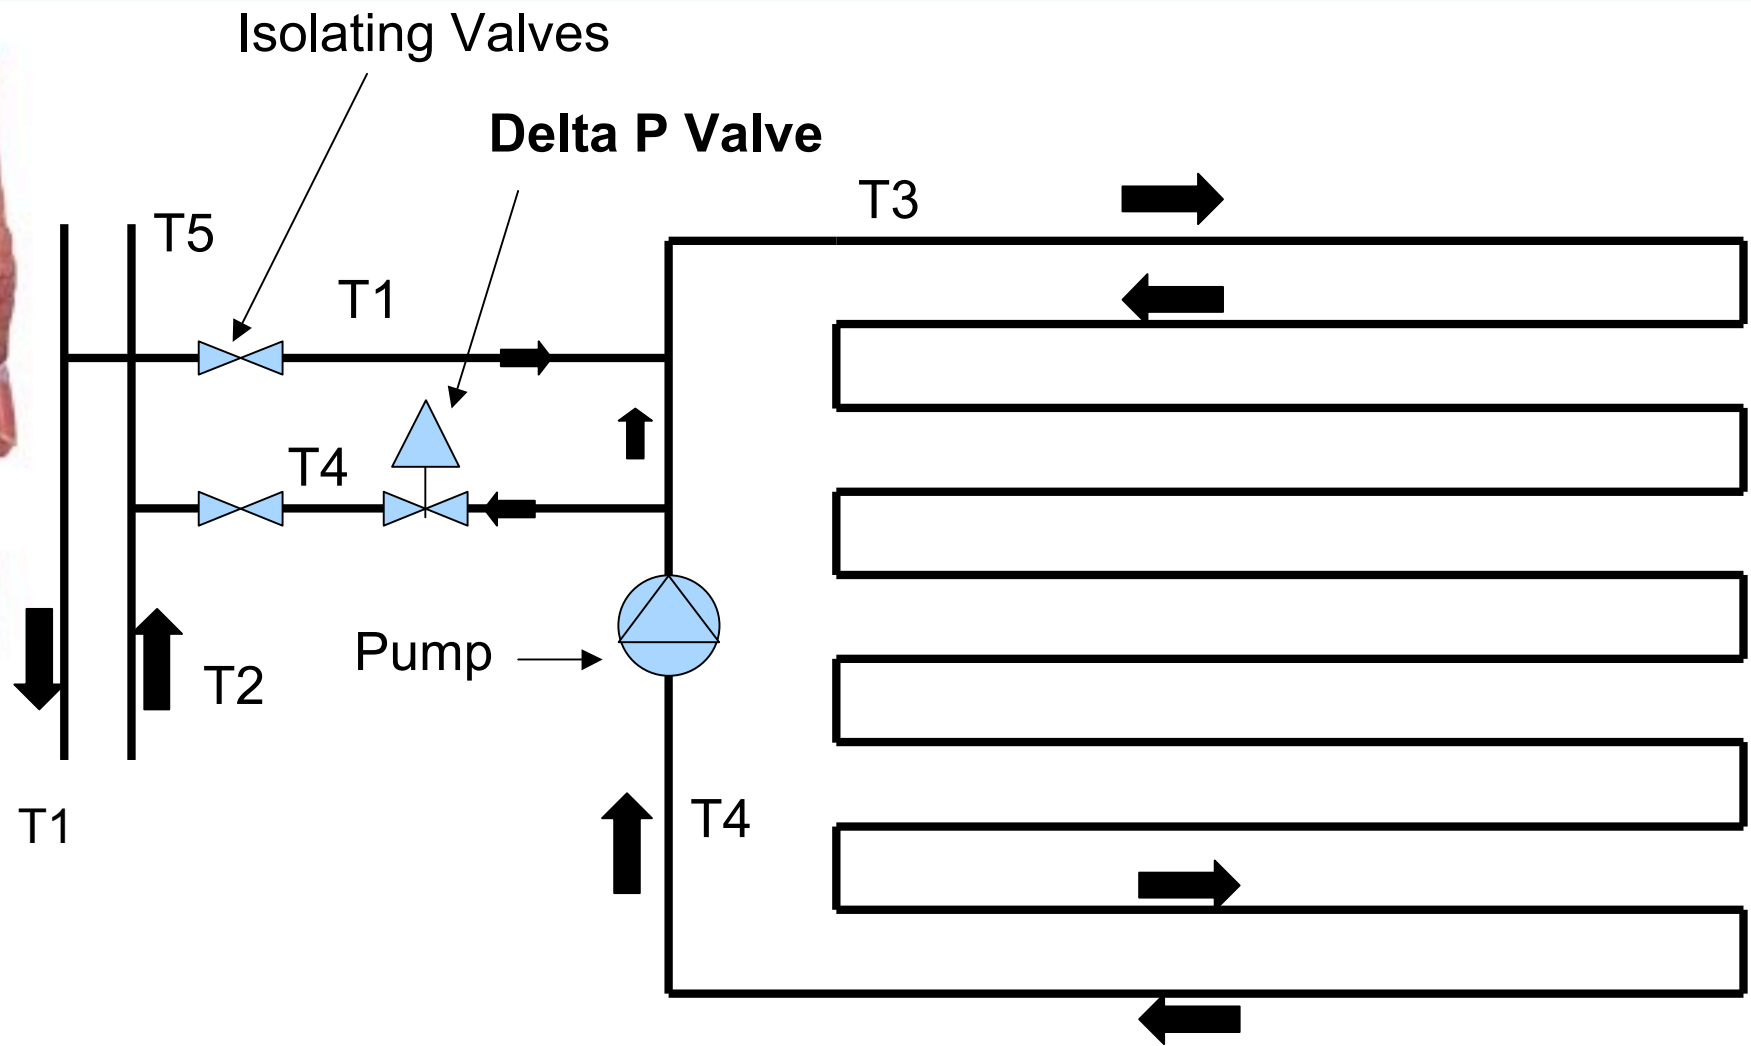 Isolating Valves
Delta P Valve
T3
T5
T1
T4
Pump
T2
T4
T1